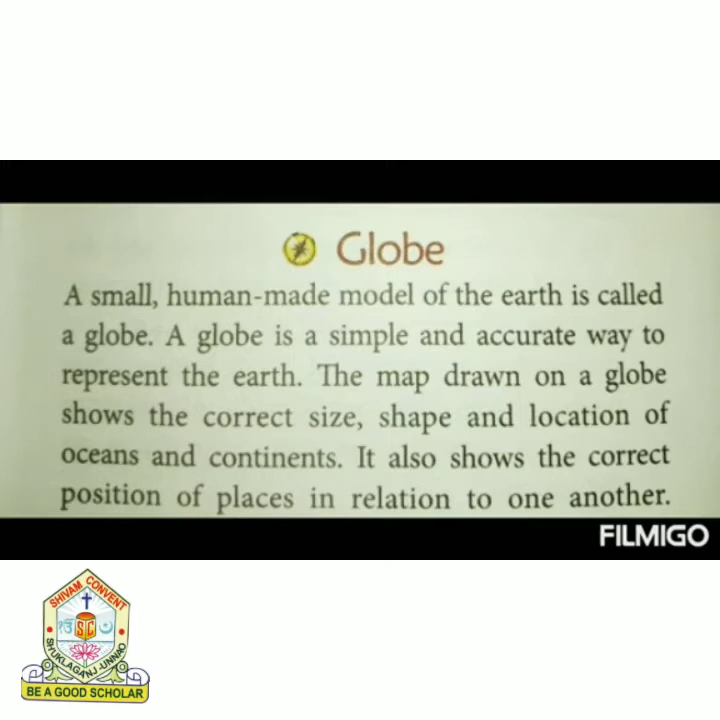 Globe
A small, human-made model of the earth is called
a globe. A globe is a simple and accurate way to
represent the earth. The map drawn on a globe
shows the correct size, shape and location of
oceans and continents. It also shows the correct
position of places in relation to one another.
FILMIGO
SHIVAM CONVENT
SC
SHUKLAGANJ-UNNAO
BE A GOOD SCHOLAR